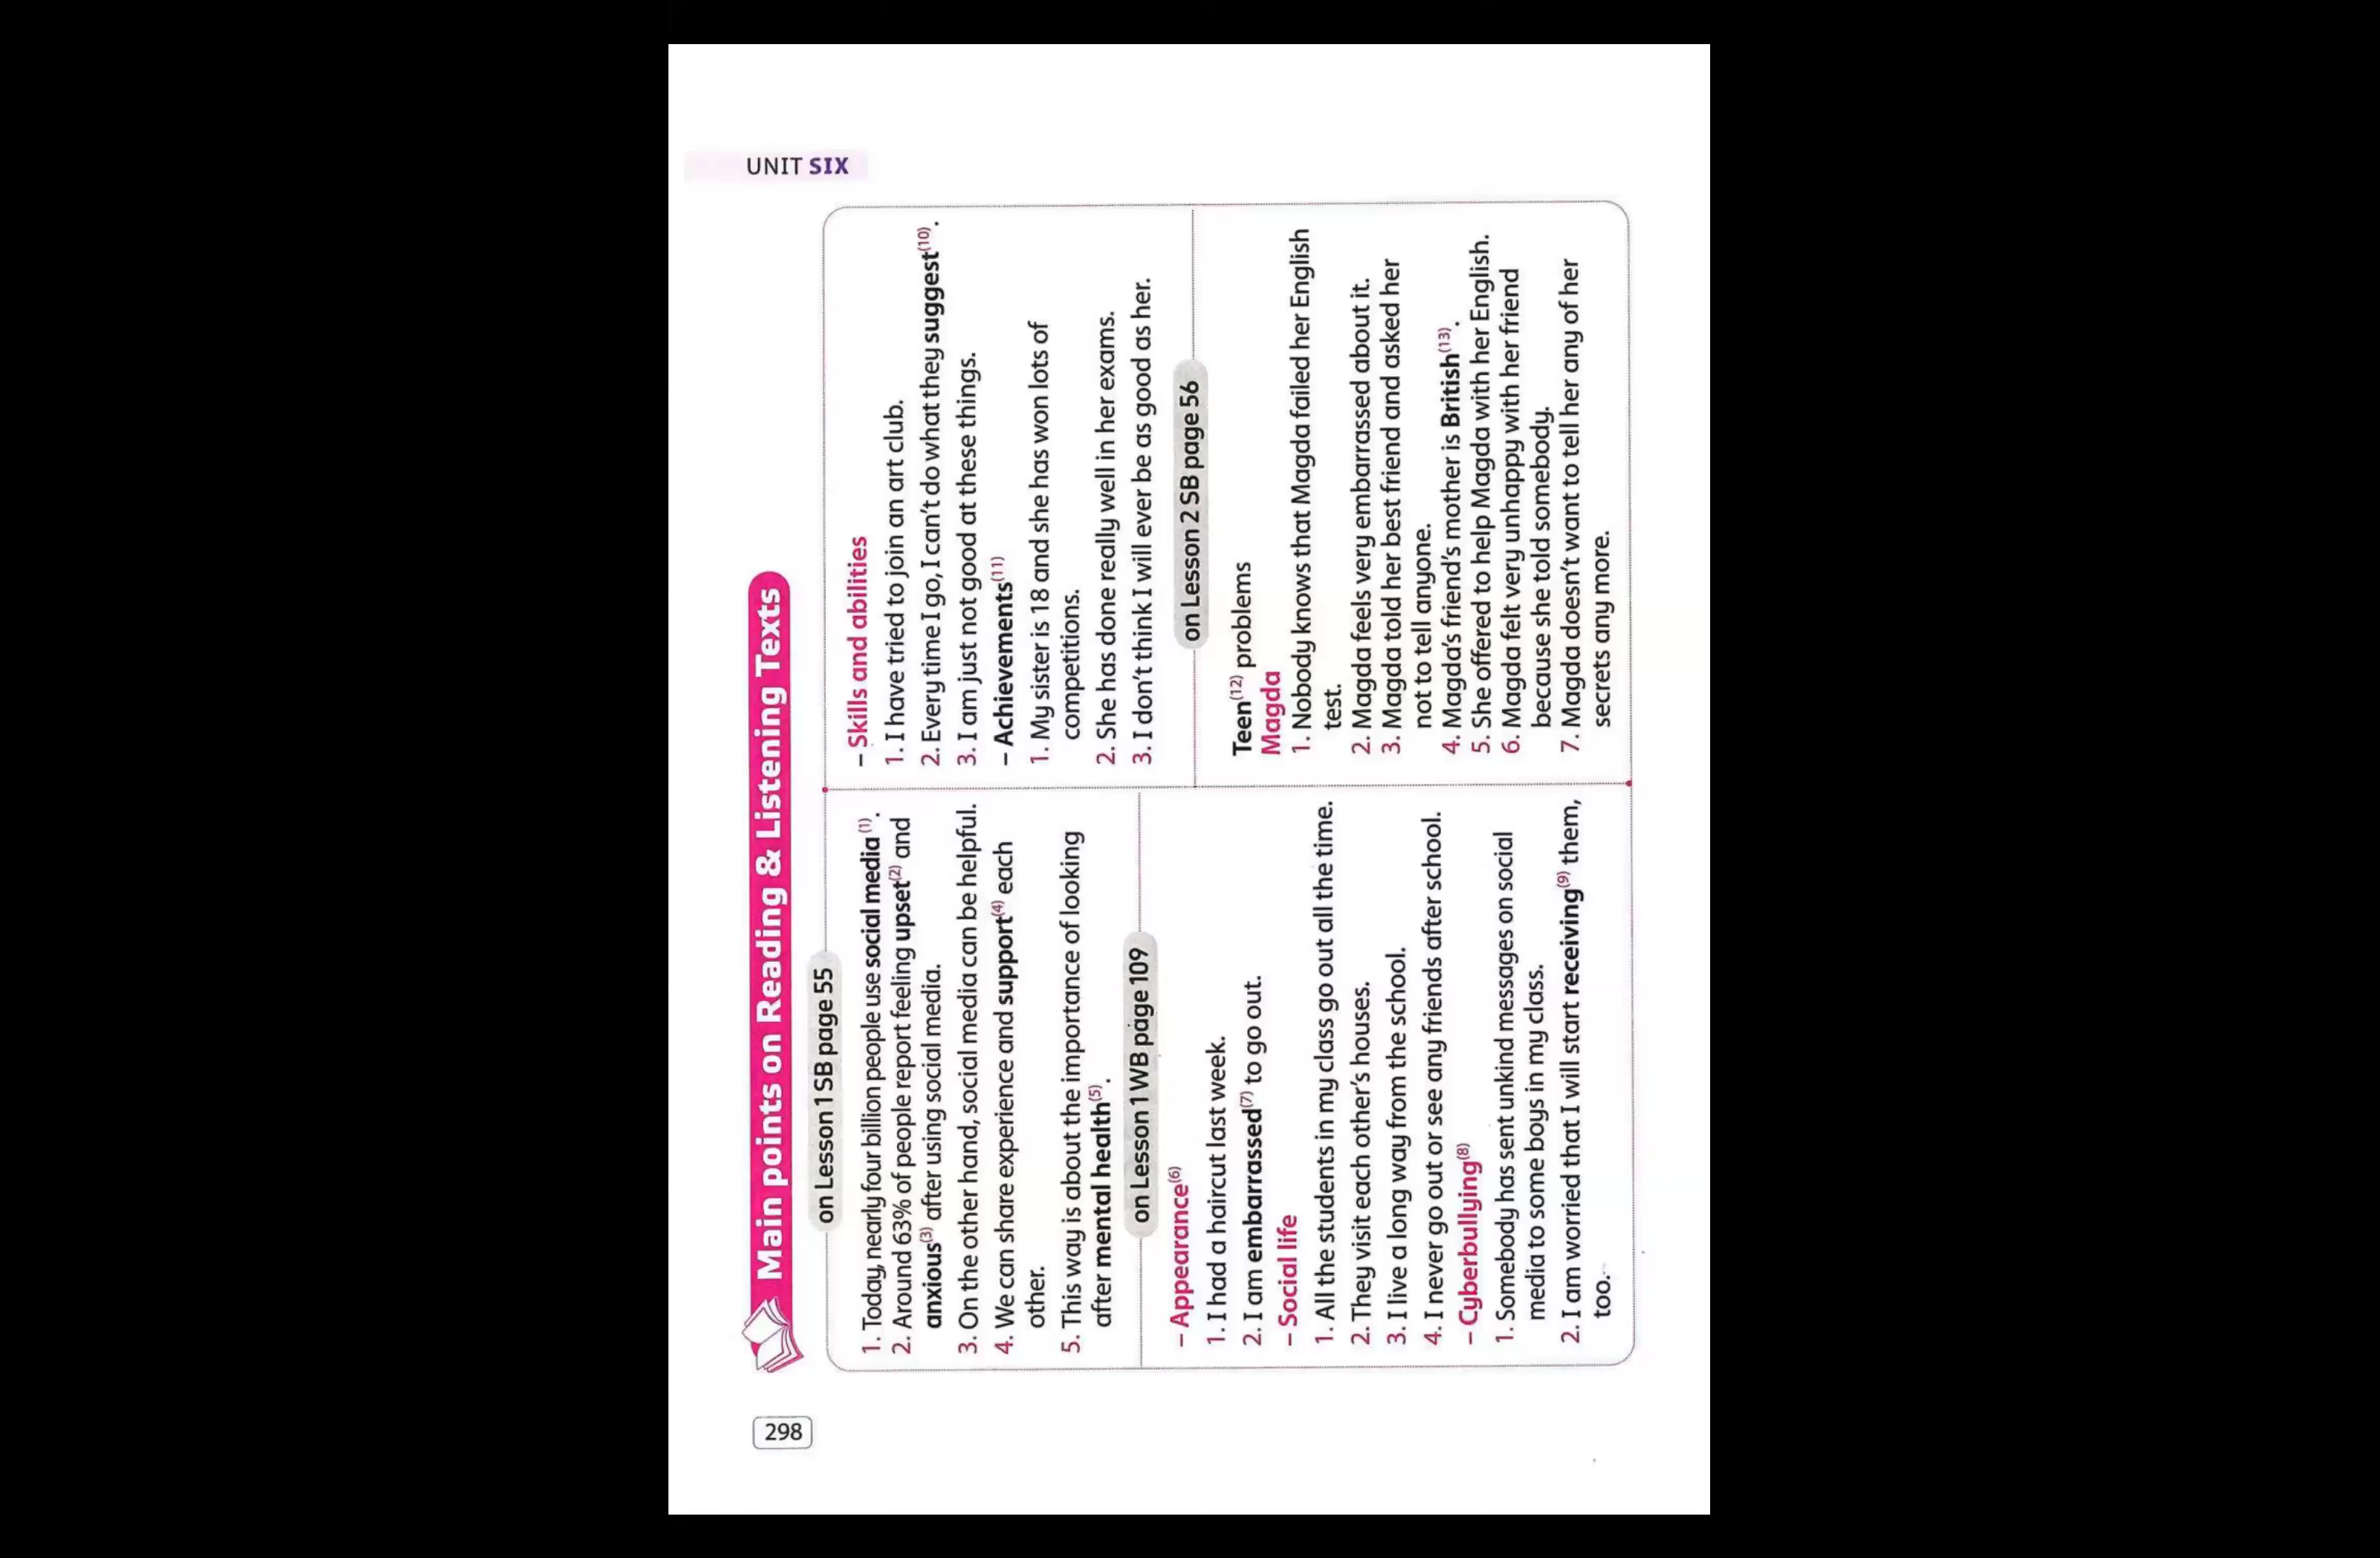 UNIT SIX
Main points on Reading & Listening Texts
on Lesson 1 SB page 55
1. Today, nearly four billion people use social media(1).
2. Around 63% of people report feeling upset(2) and
anxious(3) after using social media.
3. On the other hand, social media can be helpful.
4. We can share experience and support(4) each
other.
5. This way is about the importance of looking
after mental health(5).
on Lesson 1 WB page 109
– Appearance(6)
1. I had a haircut last week.
2. I am embarrassed(7) to go out.
– Social life
1. All the students in my class go out all the time.
2. They visit each other's houses.
3. I live a long way from the school.
4. I never go out or see any friends after school.
– Cyberbullying(8)
1. Somebody has sent unkind messages on social
media to some boys in my class.
2. I am worried that I will start receiving(9) them,
too.
– Skills and abilities
1. I have tried to join an art club.
2. Every time I go, I can't do what they suggest(10).
3. I am just not good at these things.
– Achievements(11)
1. My sister is 18 and she has won lots of
competitions.
2. She has done really well in her exams.
3. I don't think I will ever be as good as her.
on Lesson 2 SB page 56
Teen(12) problems
Magda
1. Nobody knows that Magda failed her English
test.
2. Magda feels very embarrassed about it.
3. Magda told her best friend and asked her
not to tell anyone.
4. Magda's friend's mother is British(13).
5. She offered to help Magda with her English.
6. Magda felt very unhappy with her friend
because she told somebody.
7. Magda doesn't want to tell her any of her
secrets any more.
298